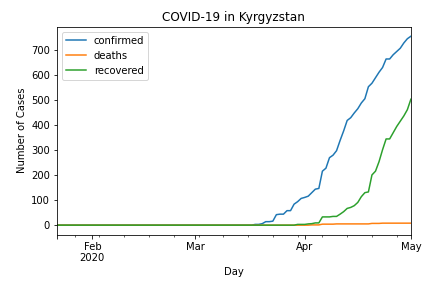 COVID-19 in Kyrgyzstan
confirmed
deaths
recovered
Number of Cases
700
600
500
400
300
200
100
0
Feb
2020
Mar
Apr
May
Day